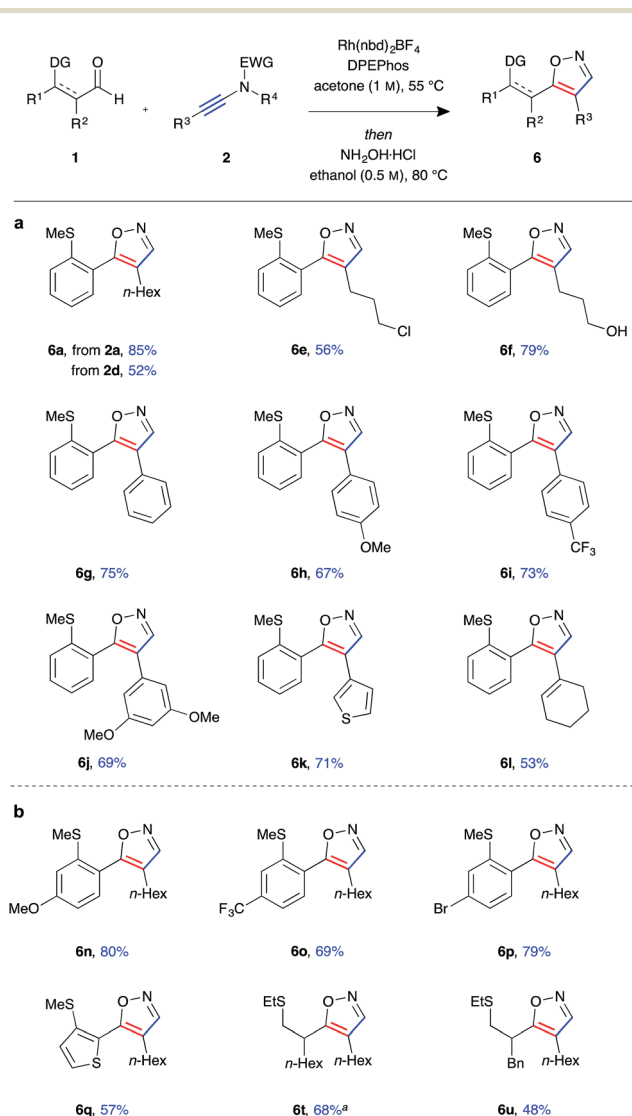 DG
O
R1
H
R2
1
+
EWG
N
R4
R3
2
Rh(nbd)2BF4
DPEPhos
acetone (1 M), 55 °C
then
NH2OH·HCl
ethanol (0.5 M), 80 °C
DG
O
N
R1
R2
R3
6
a
MeS
O
N
n-Hex
6a, from 2a, 85%
from 2d, 52%
MeS
O
N
Cl
6e, 56%
MeS
O
N
OH
6f, 79%
MeS
O
N
6g, 75%
MeS
O
N
OMe
6h, 67%
MeS
O
N
CF3
6i, 73%
MeS
O
N
MeO
OMe
6j, 69%
MeS
O
N
S
6k, 71%
MeS
O
N
6l, 53%
b
MeS
O
N
MeO
n-Hex
6n, 80%
MeS
O
N
F3C
n-Hex
6o, 69%
MeS
O
N
Br
n-Hex
6p, 79%
MeS
O
N
S
n-Hex
6q, 57%
EtS
O
N
n-Hex
n-Hex
6t, 68%a
EtS
O
N
Bn
n-Hex
6u, 48%